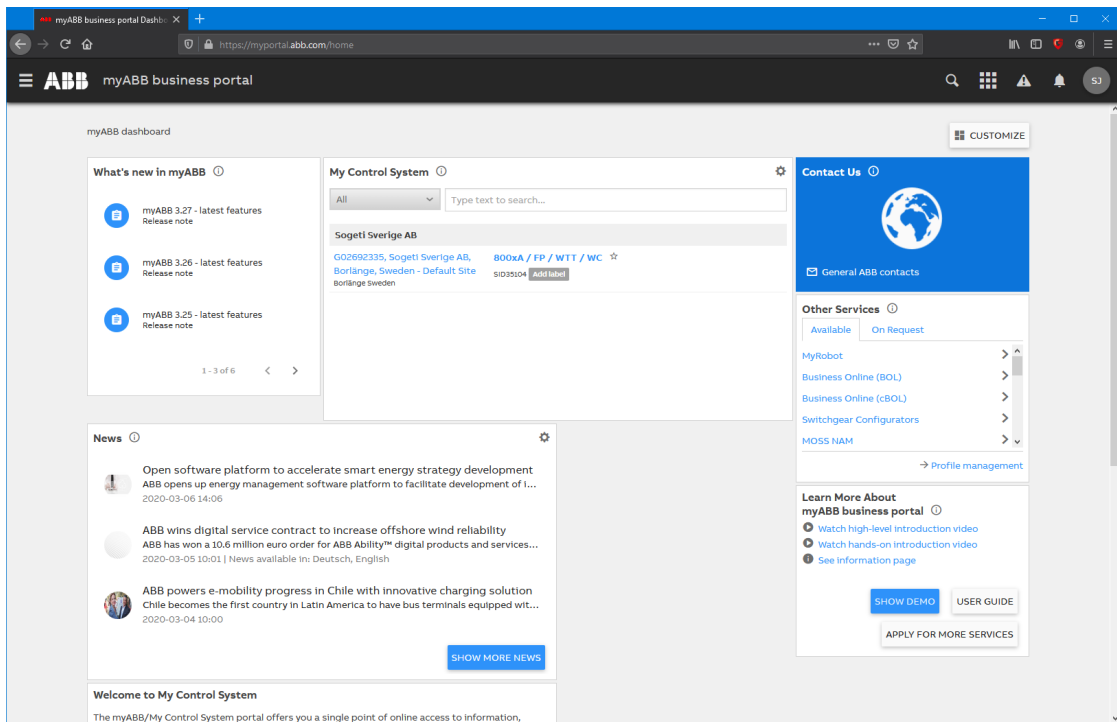 ABB myABB business portal Dashbo
https://myportal.abb.com/home
ABB myABB business portal
SJ
myABB dashboard
CUSTOMIZE
What's new in myABB
myABB 3.27 - latest features
Release note
myABB 3.26 - latest features
Release note
myABB 3.25 - latest features
Release note
1 - 3 of 6
My Control System
All
Type text to search...
Sogeti Sverige AB
G02692335, Sogeti Sverige AB,
Borlänge, Sweden - Default Site
Borlänge Sweden
800xA / FP / WTT / WC
SID35104 Add label
Contact Us
General ABB contacts
Other Services
Available On Request
MyRobot
Business Online (BOL)
Business Online (cBOL)
Switchgear Configurators
MOSS NAM
Profile management
News
Open software platform to accelerate smart energy strategy development
ABB opens up energy management software platform to facilitate development of i...
2020-03-06 14:06
ABB wins digital service contract to increase offshore wind reliability
ABB has won a 10.6 million euro order for ABB Ability™ digital products and services...
2020-03-05 10:01 | News available in: Deutsch, English
ABB powers e-mobility progress in Chile with innovative charging solution
Chile becomes the first country in Latin America to have bus terminals equipped wit...
2020-03-04 10:00
SHOW MORE NEWS
Learn More About
myABB business portal
Watch high-level introduction video
Watch hands-on introduction video
See information page
SHOW DEMO
USER GUIDE
APPLY FOR MORE SERVICES
Welcome to My Control System
The myABB/My Control System portal offers you a single point of online access to information,